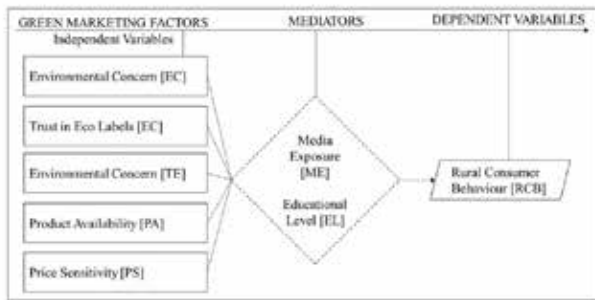 GREEN MARKETING FACTORS
MEDIATORS
DEPENDENT VARIABLES
Independent Variables
Environmental Concern [EC]
Trust in Eco Labels [EC]
Environmental Concern [TE]
Product Availability [PA]
Price Sensitivity [PS]
Media
Exposure
[ME]
Educational
Level [EL]
Rural Consumer
Behaviour [RCB]